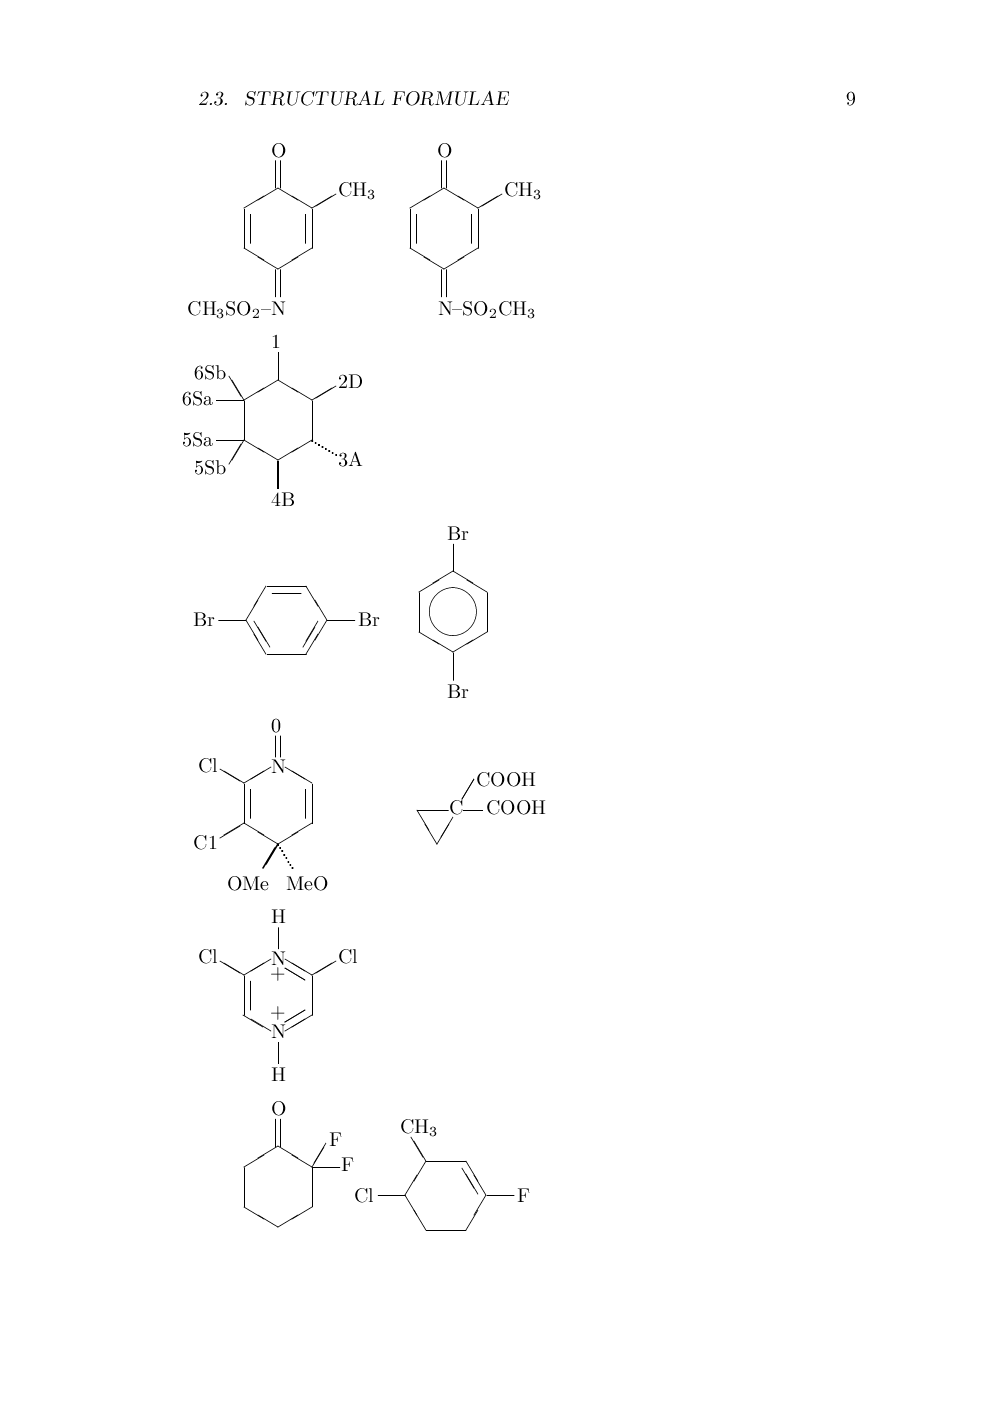 2.3. STRUCTURAL FORMULAE 9
O O
CH3 CH3
CH3SO2–N N–SO2CH3
1
6Sb 2D
6Sa
5Sa
3A
5Sb
4B
Br
Br Br
Br
0
Cl N
COOH
C COOH
C1
OMe MeO
H
Cl N Cl
+
+
N
H
O
CH3
F
F
Cl F